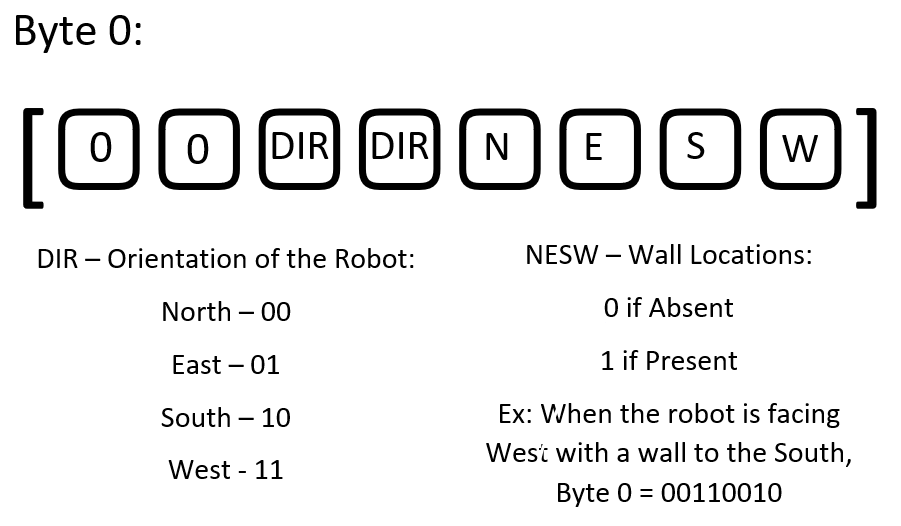 Byte 0:
[ 0 0 DIR DIR N E S W ]
DIR – Orientation of the Robot:
North – 00
East – 01
South – 10
West - 11
NESW – Wall Locations:
0 if Absent
1 if Present
Ex: When the robot is facing
West with a wall to the South,
Byte 0 = 00110010